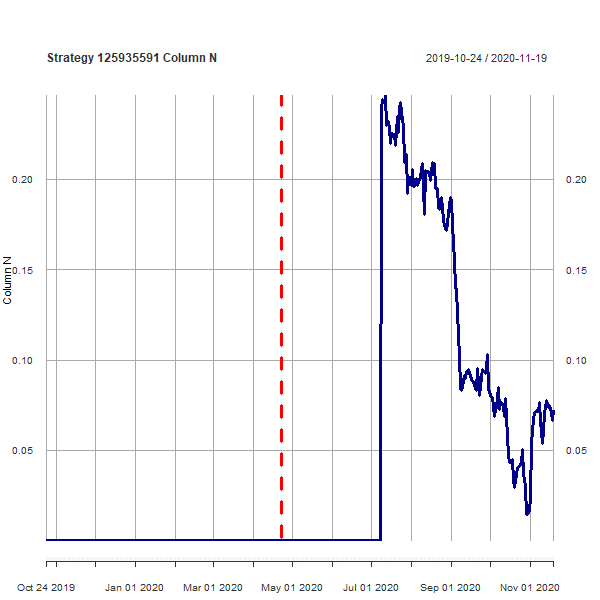 Strategy 125935591 Column N
2019-10-24 / 2020-11-19
Column N
0.20
0.20
0.15
0.15
0.10
0.10
0.05
0.05
Oct 24 2019
Jan 01 2020
Mar 01 2020
May 01 2020
Jul 01 2020
Sep 01 2020
Nov 01 2020